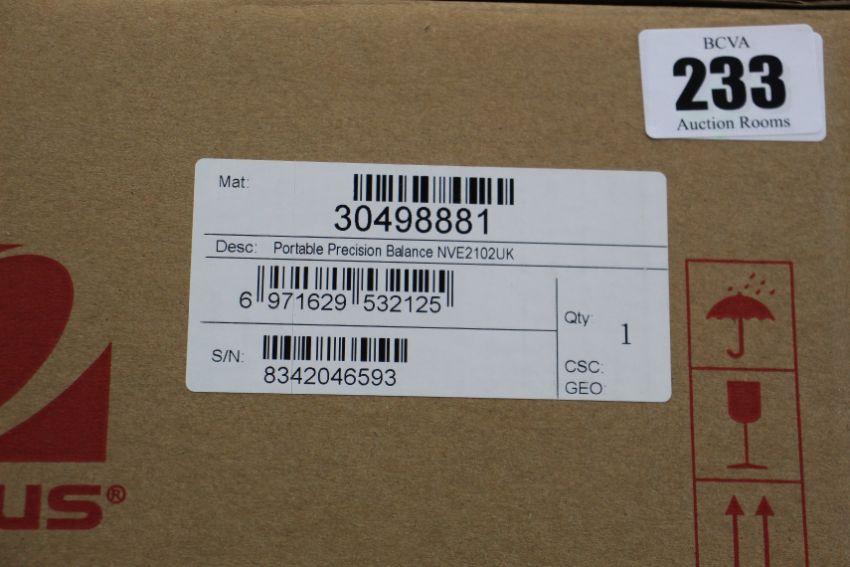 BCVA
233
Auction Rooms
Mat:
30498881
Desc: Portable Precision Balance NVE2102UK
6 971629 532125
Qty: 1
S/N:
8342046593
CSC:
GEO:
us®